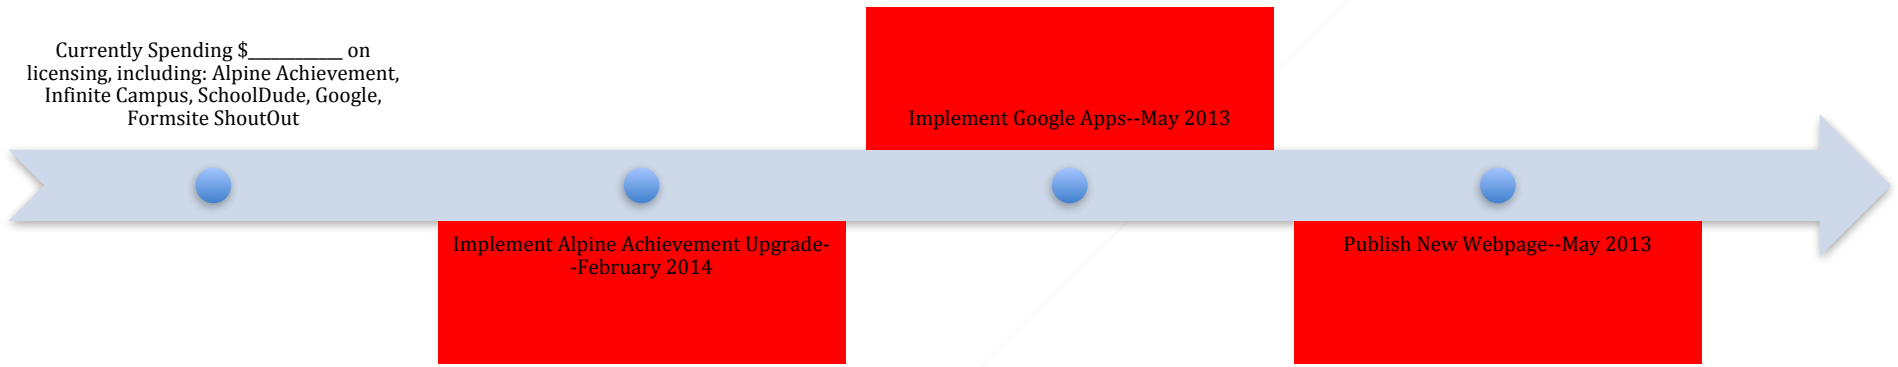 Currently Spending $____________ on
licensing, including: Alpine Achievement,
Infinite Campus, SchoolDude, Google,
Formsite ShoutOut
Implement Alpine Achievement Upgrade-
-February 2014
Implement Google Apps--May 2013
Publish New Webpage--May 2013